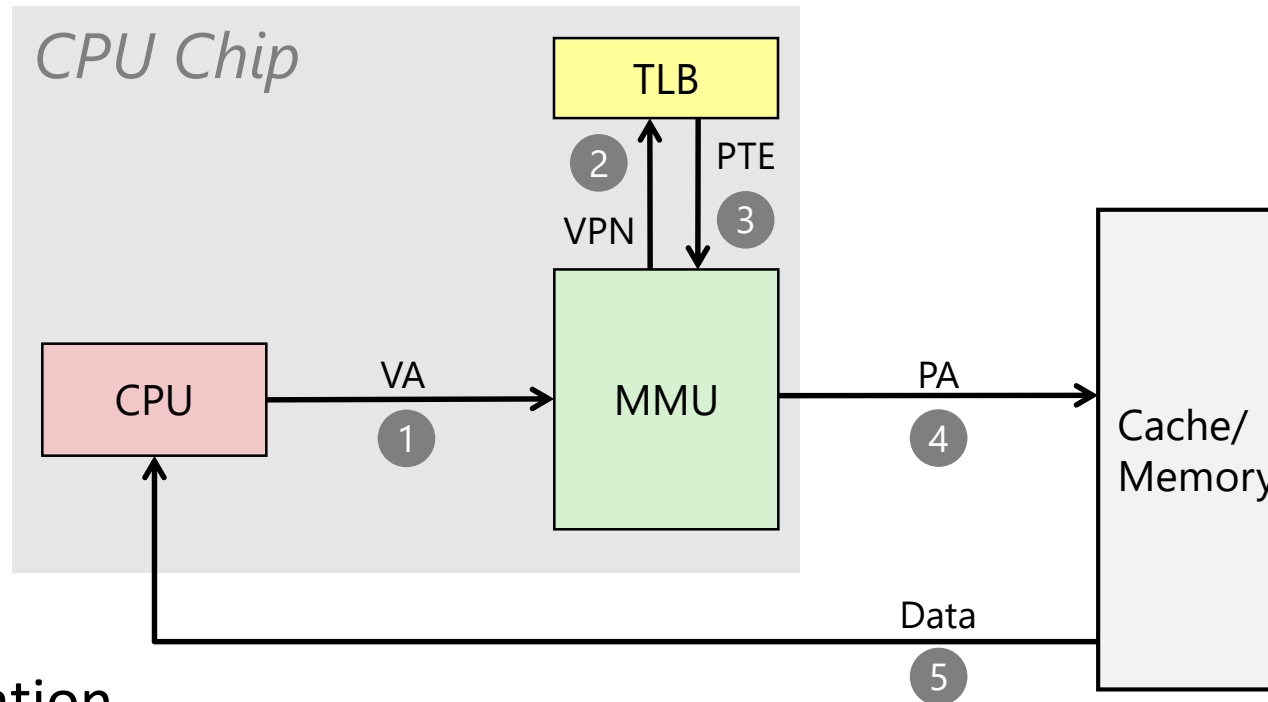 CPU Chip
TLB
2
PTE
3
VPN
CPU
VA
1
MMU
PA
4
Cache/
Memory
Data
5